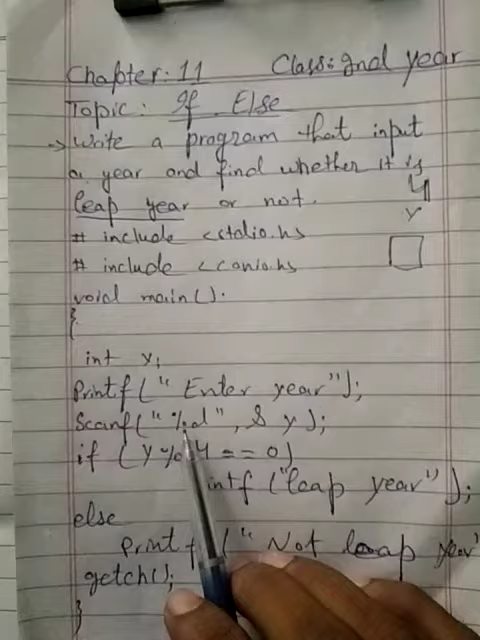 Chapter: 11 Class: 2nd year
Topic: If Else
→ Write a program that input
a year and find whether it is
leap year or not.
4
Y
# include <stdio.h>
# include <conio.h>
void main().
{
int y;
Printf(" Enter year");
Scanf("%d", & y);
if (y%4 == 0)
intf ("leap year");
else
print f (" Not leap year"
getch();
}